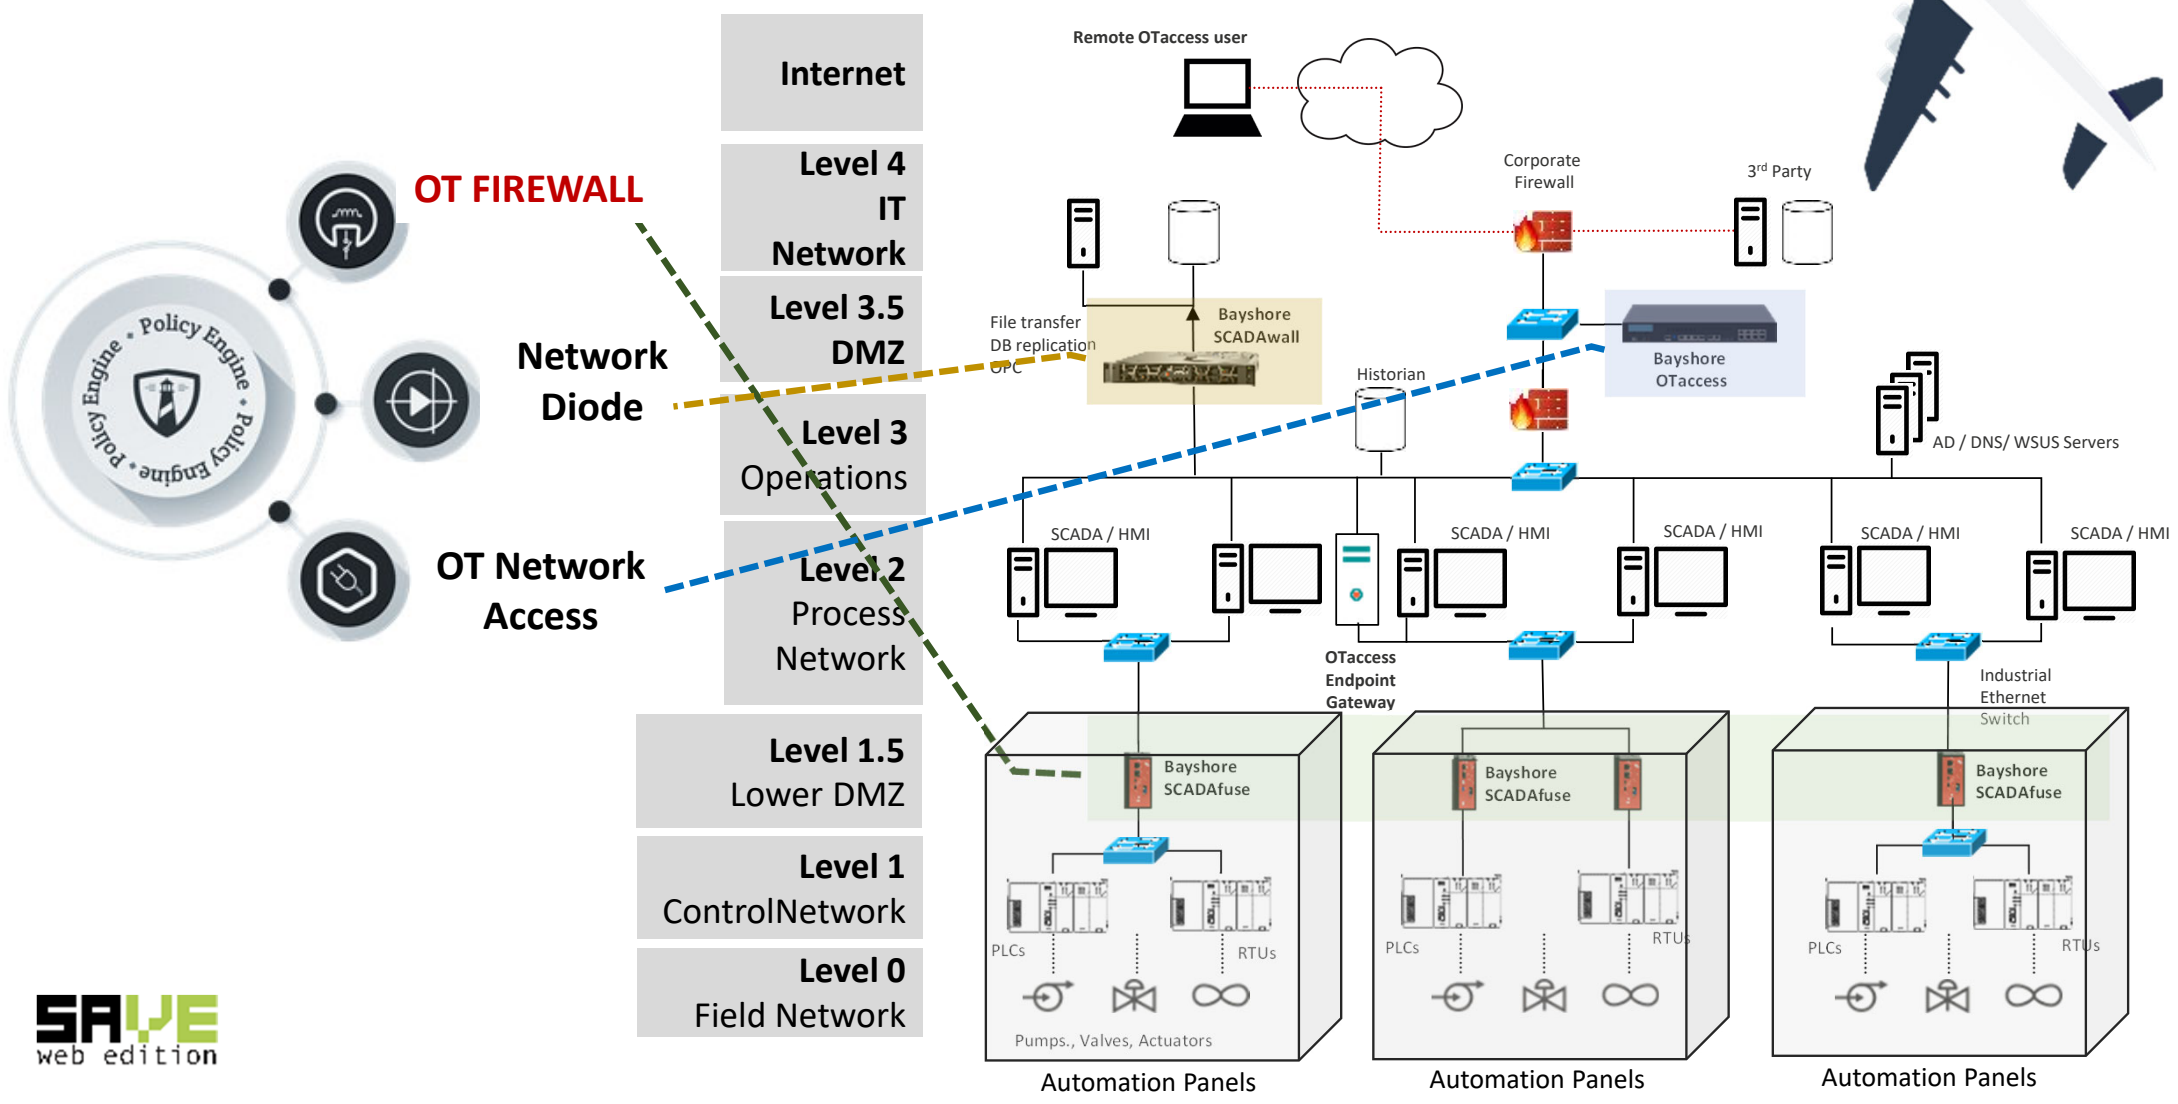 Policy Engine • Policy Engine • Policy Engine • Policy Engine •
OT FIREWALL
Network
Diode
OT Network
Access
SAVE
web edition
Internet
Level 4
IT
Network
Level 3.5
DMZ
Level 3
Operations
Level 2
Process
Network
Level 1.5
Lower DMZ
Level 1
ControlNetwork
Level 0
Field Network
Remote OTaccess user
Corporate
Firewall
3rd Party
File transfer
DB replication
OPC
Bayshore
SCADAwall
Bayshore
OTaccess
Historian
AD / DNS/ WSUS Servers
SCADA / HMI
SCADA / HMI
SCADA / HMI
SCADA / HMI
SCADA / HMI
OTaccess
Endpoint
Gateway
Industrial
Ethernet
Switch
Bayshore
SCADAfuse
Bayshore
SCADAfuse
Bayshore
SCADAfuse
PLCs
RTUs
PLCs
RTUs
PLCs
RTUs
Pumps., Valves, Actuators
Automation Panels
Automation Panels
Automation Panels